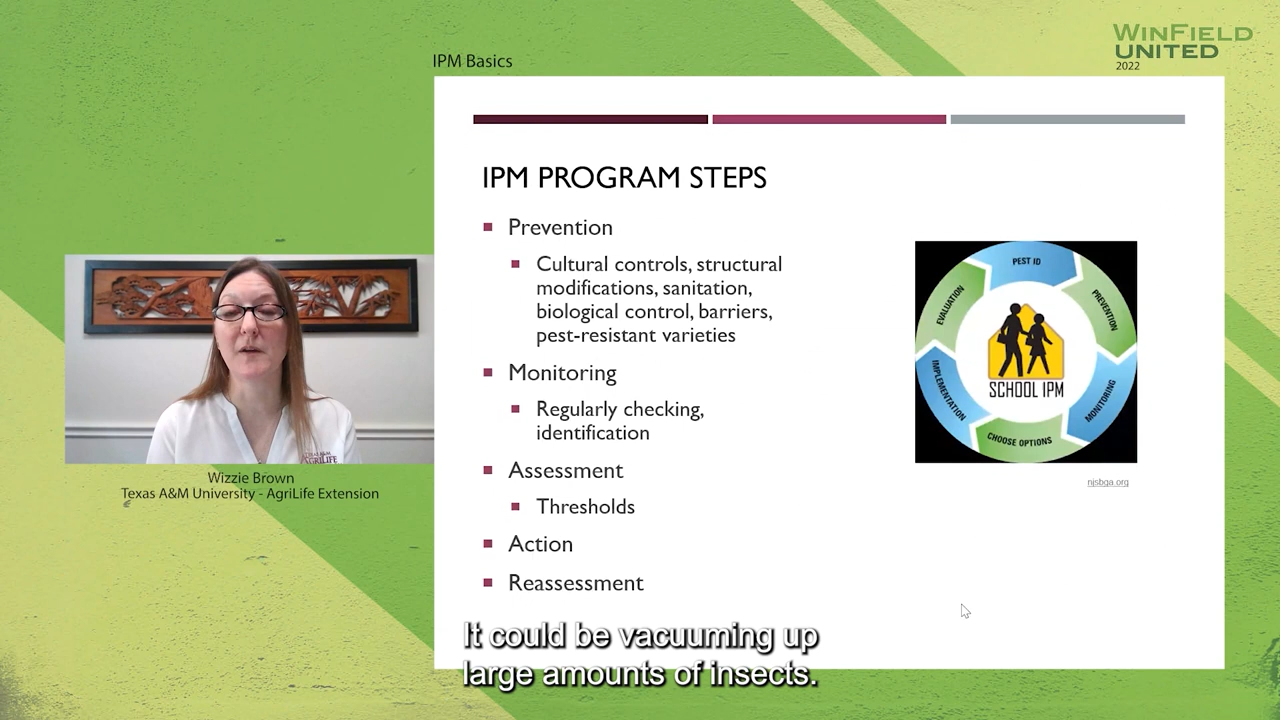 WINFIELD
UNITED
2022
IPM Basics
IPM PROGRAM STEPS
Prevention
Cultural controls, structural
modifications, sanitation,
biological control, barriers,
pest-resistant varieties
Monitoring
Regularly checking,
identification
Assessment
Thresholds
Action
Reassessment
PEST ID
PREVENTION
MONITORING
CHOOSE OPTIONS
IMPLEMENTATION
EVALUATION
SCHOOL IPM
njsbga.org
TEXAS A&M
AGRILIFE
Wizzie Brown
Texas A&M University - AgriLife Extension
It could be vacuuming up
large amounts of insects.